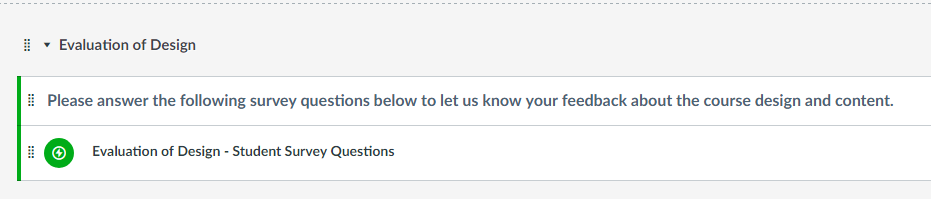 Evaluation of Design
Please answer the following survey questions below to let us know your feedback about the course design and content.
Evaluation of Design - Student Survey Questions